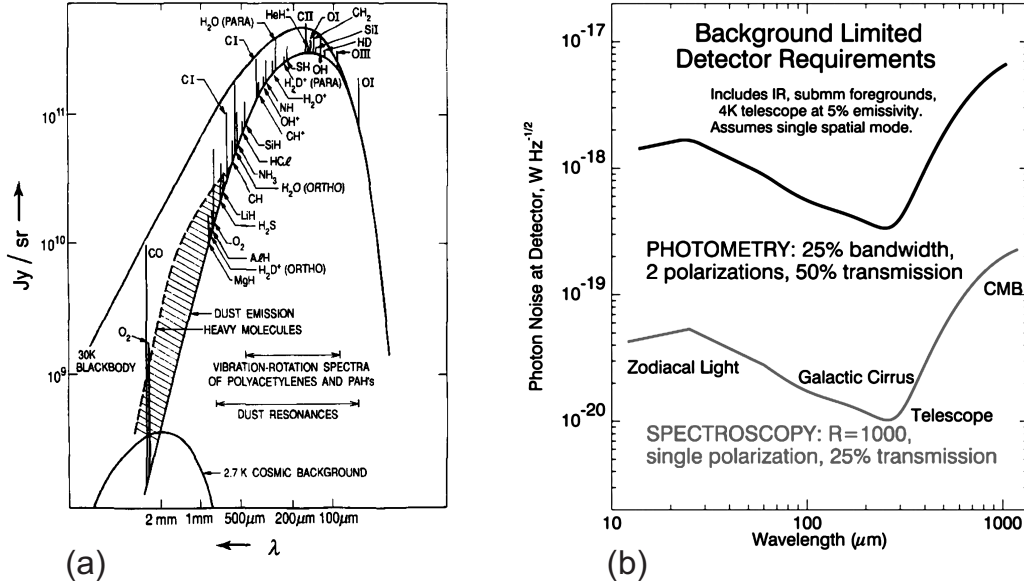 HeH⁺
CII
OI
CH₂
SiI
HD
OIII
H₂O (PARA)
CI
OH
SH
H₂D⁺ (PARA)
OI
CI
H₂O⁺
NH
OH⁺
CH⁺
SiH
HCℓ
NH₃
H₂O (ORTHO)
CH
LiH
H₂S
O₂
AℓH
H₂D⁺ (ORTHO)
MgH
CO
DUST EMISSION
HEAVY MOLECULES
O₂
30K
BLACKBODY
VIBRATION-ROTATION SPECTRA
OF POLYACETYLENES AND PAH's
DUST RESONANCES
2.7 K COSMIC BACKGROUND
10¹¹
10¹⁰
10⁹
Jy / sr
2 mm 1mm 500μm 200μm 100μm
λ
(a)
Background Limited
Detector Requirements
Includes IR, submm foregrounds,
4K telescope at 5% emissivity.
Assumes single spatial mode.
PHOTOMETRY: 25% bandwidth,
2 polarizations, 50% transmission
CMB
Zodiacal Light
Galactic Cirrus
Telescope
SPECTROSCOPY: R=1000,
single polarization, 25% transmission
10⁻¹⁷
10⁻¹⁸
10⁻¹⁹
10⁻²⁰
Photon Noise at Detector, W Hz⁻¹ᐟ²
10 100 1000
Wavelength (μm)
(b)